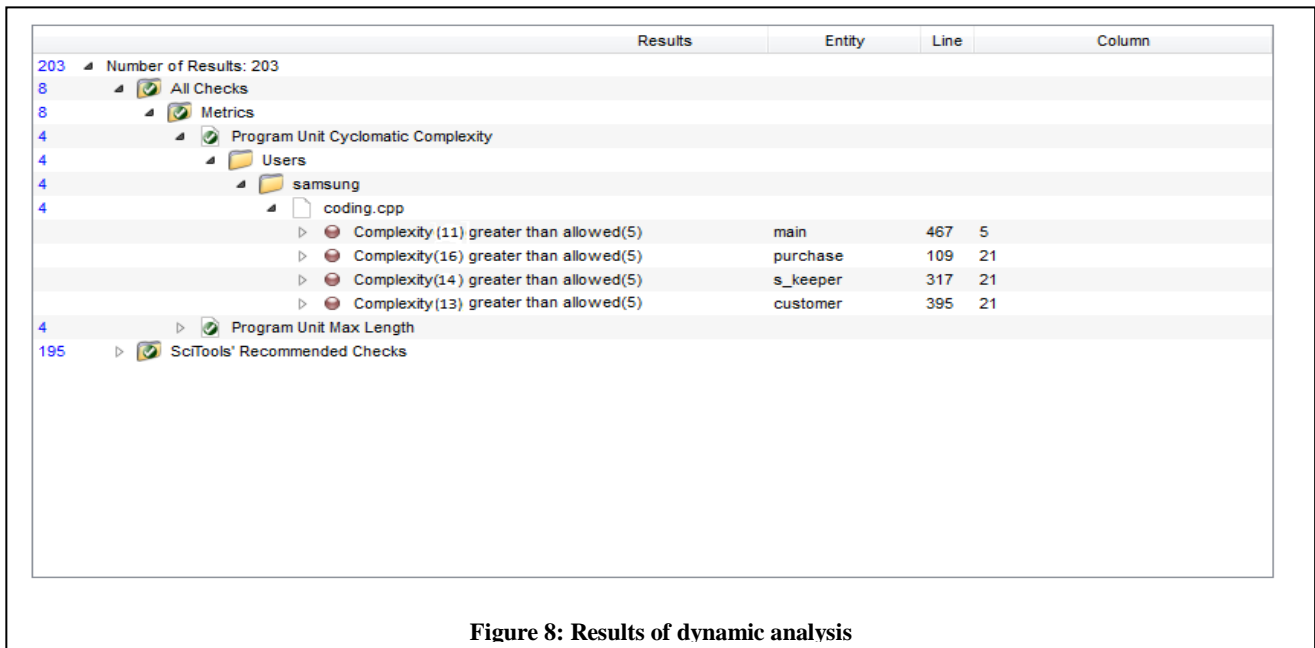 Results Entity Line Column
203 Number of Results: 203
8 All Checks
8 Metrics
4 Program Unit Cyclomatic Complexity
4 Users
4 samsung
4 coding.cpp
Complexity (11) greater than allowed(5) main 467 5
Complexity(16) greater than allowed(5) purchase 109 21
Complexity(14) greater than allowed(5) s_keeper 317 21
Complexity(13) greater than allowed(5) customer 395 21
4 Program Unit Max Length
195 SciTools' Recommended Checks
Figure 8: Results of dynamic analysis